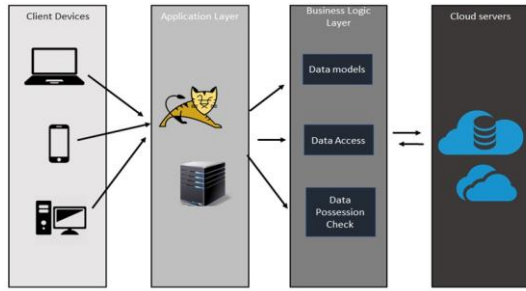 Client Devices
Application Layer
Business Logic
Layer
Cloud servers
Data models
Data Access
Data
Possession
Check